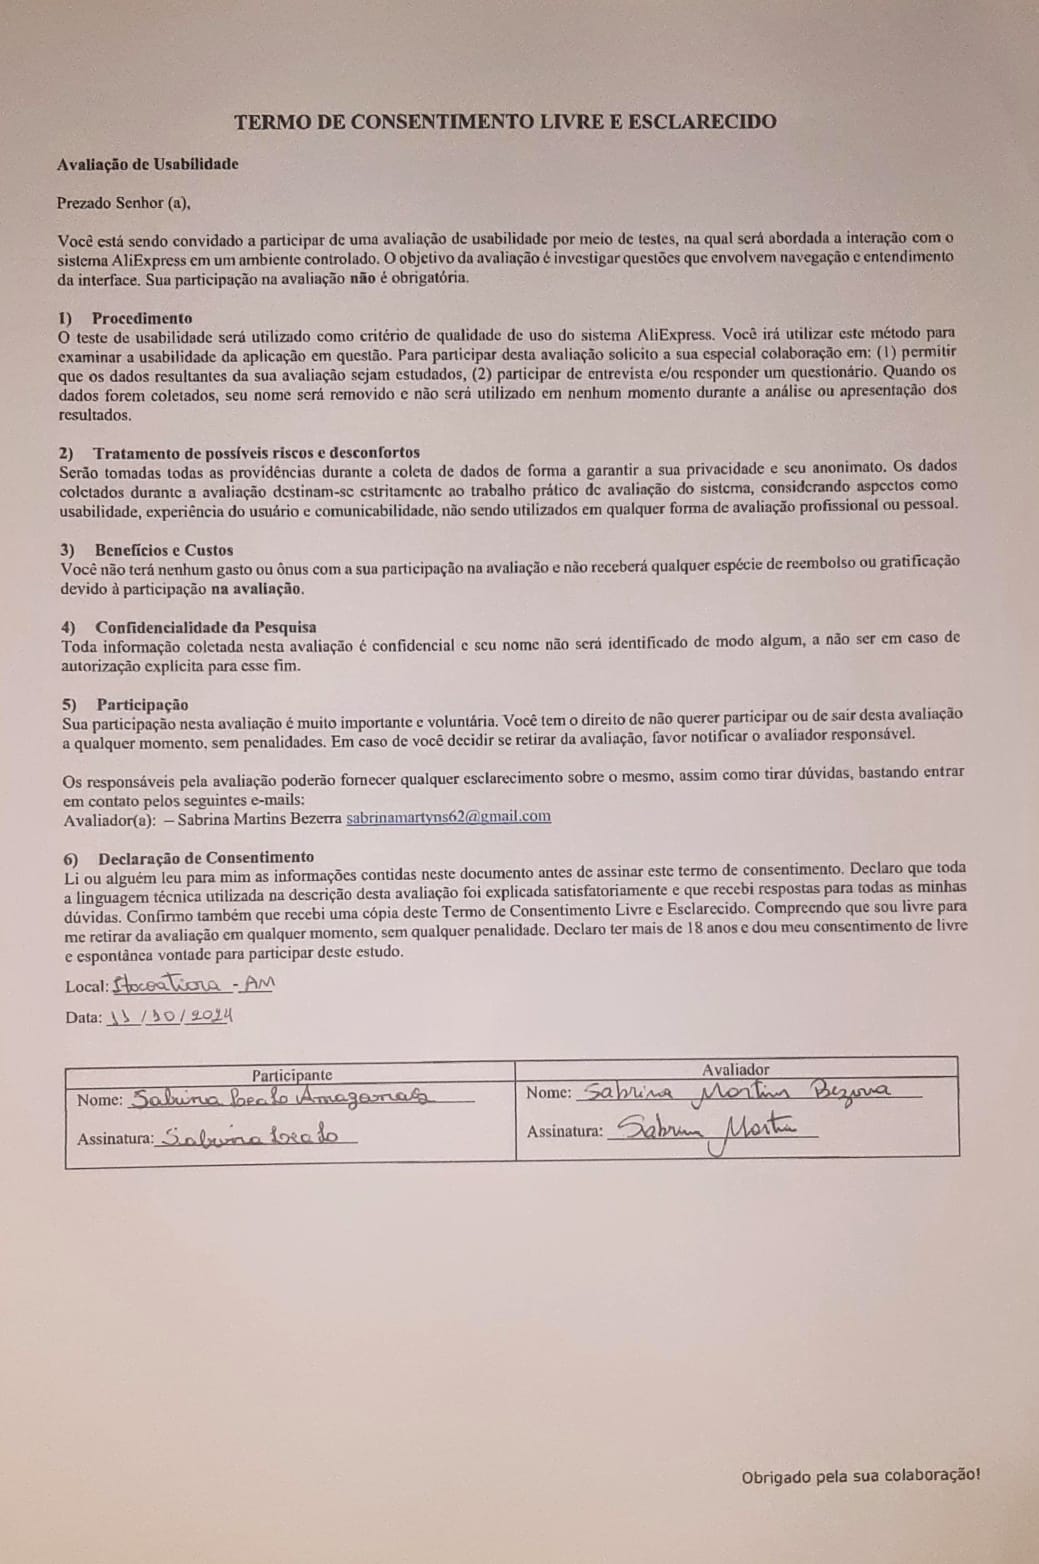 TERMO DE CONSENTIMENTO LIVRE E ESCLARECIDO
Avaliação de Usabilidade
Prezado Senhor (a),
Você está sendo convidado a participar de uma avaliação de usabilidade por meio de testes, na qual será abordada a interação com o
sistema AliExpress em um ambiente controlado. O objetivo da avaliação é investigar questões que envolvem navegação e entendimento
da interface. Sua participação na avaliação não é obrigatória.
1) Procedimento
O teste de usabilidade será utilizado como critério de qualidade de uso do sistema AliExpress. Você irá utilizar este método para
examinar a usabilidade da aplicação em questão. Para participar desta avaliação solicito a sua especial colaboração em: (1) permitir
que os dados resultantes da sua avaliação sejam estudados, (2) participar de entrevista e/ou responder um questionário. Quando os
dados forem coletados, seu nome será removido e não será utilizado em nenhum momento durante a análise ou apresentação dos
resultados.
2) Tratamento de possíveis riscos e desconfortos
Serão tomadas todas as providências durante a coleta de dados de forma a garantir a sua privacidade e seu anonimato. Os dados
coletados durante a avaliação destinam-se estritamente ao trabalho prático de avaliação do sistema, considerando aspectos como
usabilidade, experiência do usuário e comunicabilidade, não sendo utilizados em qualquer forma de avaliação profissional ou pessoal.
3) Benefícios e Custos
Você não terá nenhum gasto ou ônus com a sua participação na avaliação e não receberá qualquer espécie de reembolso ou gratificação
devido à participação na avaliação.
4) Confidencialidade da Pesquisa
Toda informação coletada nesta avaliação é confidencial e seu nome não será identificado de modo algum, a não ser em caso de
autorização explícita para esse fim.
5) Participação
Sua participação nesta avaliação é muito importante e voluntária. Você tem o direito de não querer participar ou de sair desta avaliação
a qualquer momento, sem penalidades. Em caso de você decidir se retirar da avaliação, favor notificar o avaliador responsável.
Os responsáveis pela avaliação poderão fornecer qualquer esclarecimento sobre o mesmo, assim como tirar dúvidas, bastando entrar
em contato pelos seguintes e-mails:
Avaliador(a): – Sabrina Martins Bezerra sabrinamartyns62@gmail.com
6) Declaração de Consentimento
Li ou alguém leu para mim as informações contidas neste documento antes de assinar este termo de consentimento. Declaro que toda
a linguagem técnica utilizada na descrição desta avaliação foi explicada satisfatoriamente e que recebi respostas para todas as minhas
dúvidas. Confirmo também que recebi uma cópia deste Termo de Consentimento Livre e Esclarecido. Compreendo que sou livre para
me retirar da avaliação em qualquer momento, sem qualquer penalidade. Declaro ter mais de 18 anos e dou meu consentimento de livre
e espontânea vontade para participar deste estudo.
Local: Itacoatiara - AM
Data: 11/10/2024
Participante
Avaliador
Nome: Sabrina Amazonas
Nome: Sabrina Martins Bezerra
Assinatura: Sabrina
Assinatura: Sabrina Martin
Obrigado pela sua colaboração!